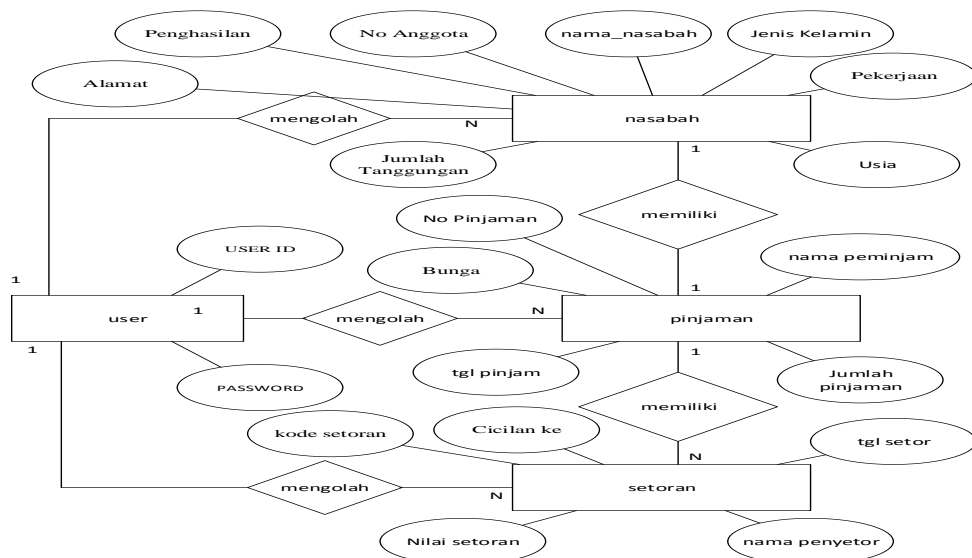 Penghasilan
No Anggota
nama_nasabah
Jenis Kelamin
Alamat
Pekerjaan
mengolah
N
nasabah
Jumlah
Tanggungan
1
Usia
No Pinjaman
memiliki
USER ID
Bunga
nama peminjam
1
1
user
1
mengolah
N
pinjaman
1
1
tgl pinjam
Jumlah
pinjaman
PASSWORD
memiliki
kode setoran
Cicilan ke
tgl setor
N
mengolah
N
setoran
Nilai setoran
nama penyetor